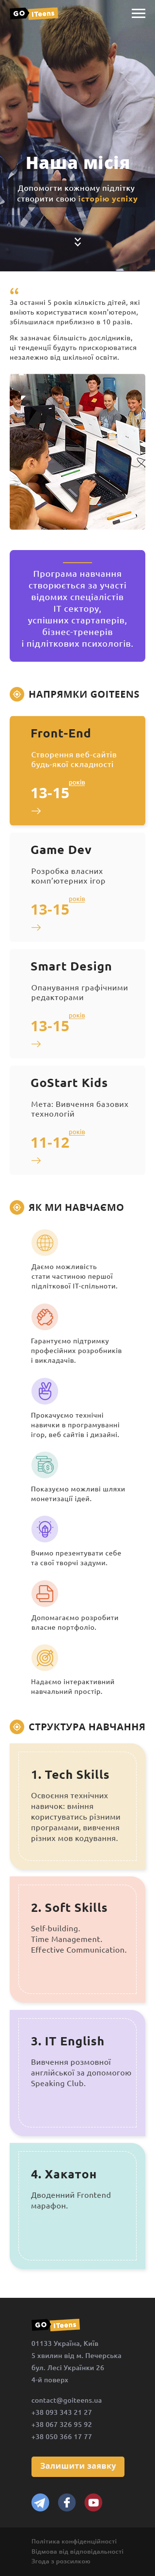 GO ITeens
Наша місія
Допомогти кожному підлітку
створити свою історію успіху
За останні 5 років кількість дітей, які
вміють користуватися комп'ютером,
збільшилася приблизно в 10 разів.
Як зазначає більшість дослідників,
ці тенденції будуть прискорюватися
незалежно від шкільної освіти.
Програма навчання
створюється за участі
відомих спеціалістів
ІТ сектору,
успішних стартаперів,
бізнес-тренерів
і підліткових психологів.
НАПРЯМКИ GOITEENS
Front-End
Створення веб-сайтів
будь-якої складності
13-15 років
Game Dev
Розробка власних
комп'ютерних ігор
13-15 років
Smart Design
Опанування графічними
редакторами
13-15 років
GoStart Kids
Мета: Вивчення базових
технологій
11-12 років
ЯК МИ НАВЧАЄМО
Даємо можливість
стати частиною першої
підліткової ІТ-спільноти.
Гарантуємо підтримку
професійних розробників
і викладачів.
Прокачуємо технічні
навички в програмуванні
ігор, веб сайтів і дизайні.
Показуємо можливі шляхи
монетизації ідей.
Вчимо презентувати себе
та свої творчі задуми.
Допомагаємо розробити
власне портфоліо.
Надаємо інтерактивний
навчальний простір.
СТРУКТУРА НАВЧАННЯ
1. Tech Skills
Освоєння технічних
навичок: вміння
користуватись різними
програмами, вивчення
різних мов кодування.
2. Soft Skills
Self-building.
Time Management.
Effective Communication.
3. IT English
Вивчення розмовної
англійської за допомогою
Speaking Club.
4. Хакатон
Дводенний Frontend
марафон.
GO ITeens
01133 Україна, Київ
5 хвилин від м. Печерська
бул. Лесі Українки 26
4-й поверх
contact@goiteens.ua
+38 093 343 21 27
+38 067 326 95 92
+38 050 366 17 77
Залишити заявку
Політика конфіденційності
Відмова від відповідальності
Згода з розсилкою